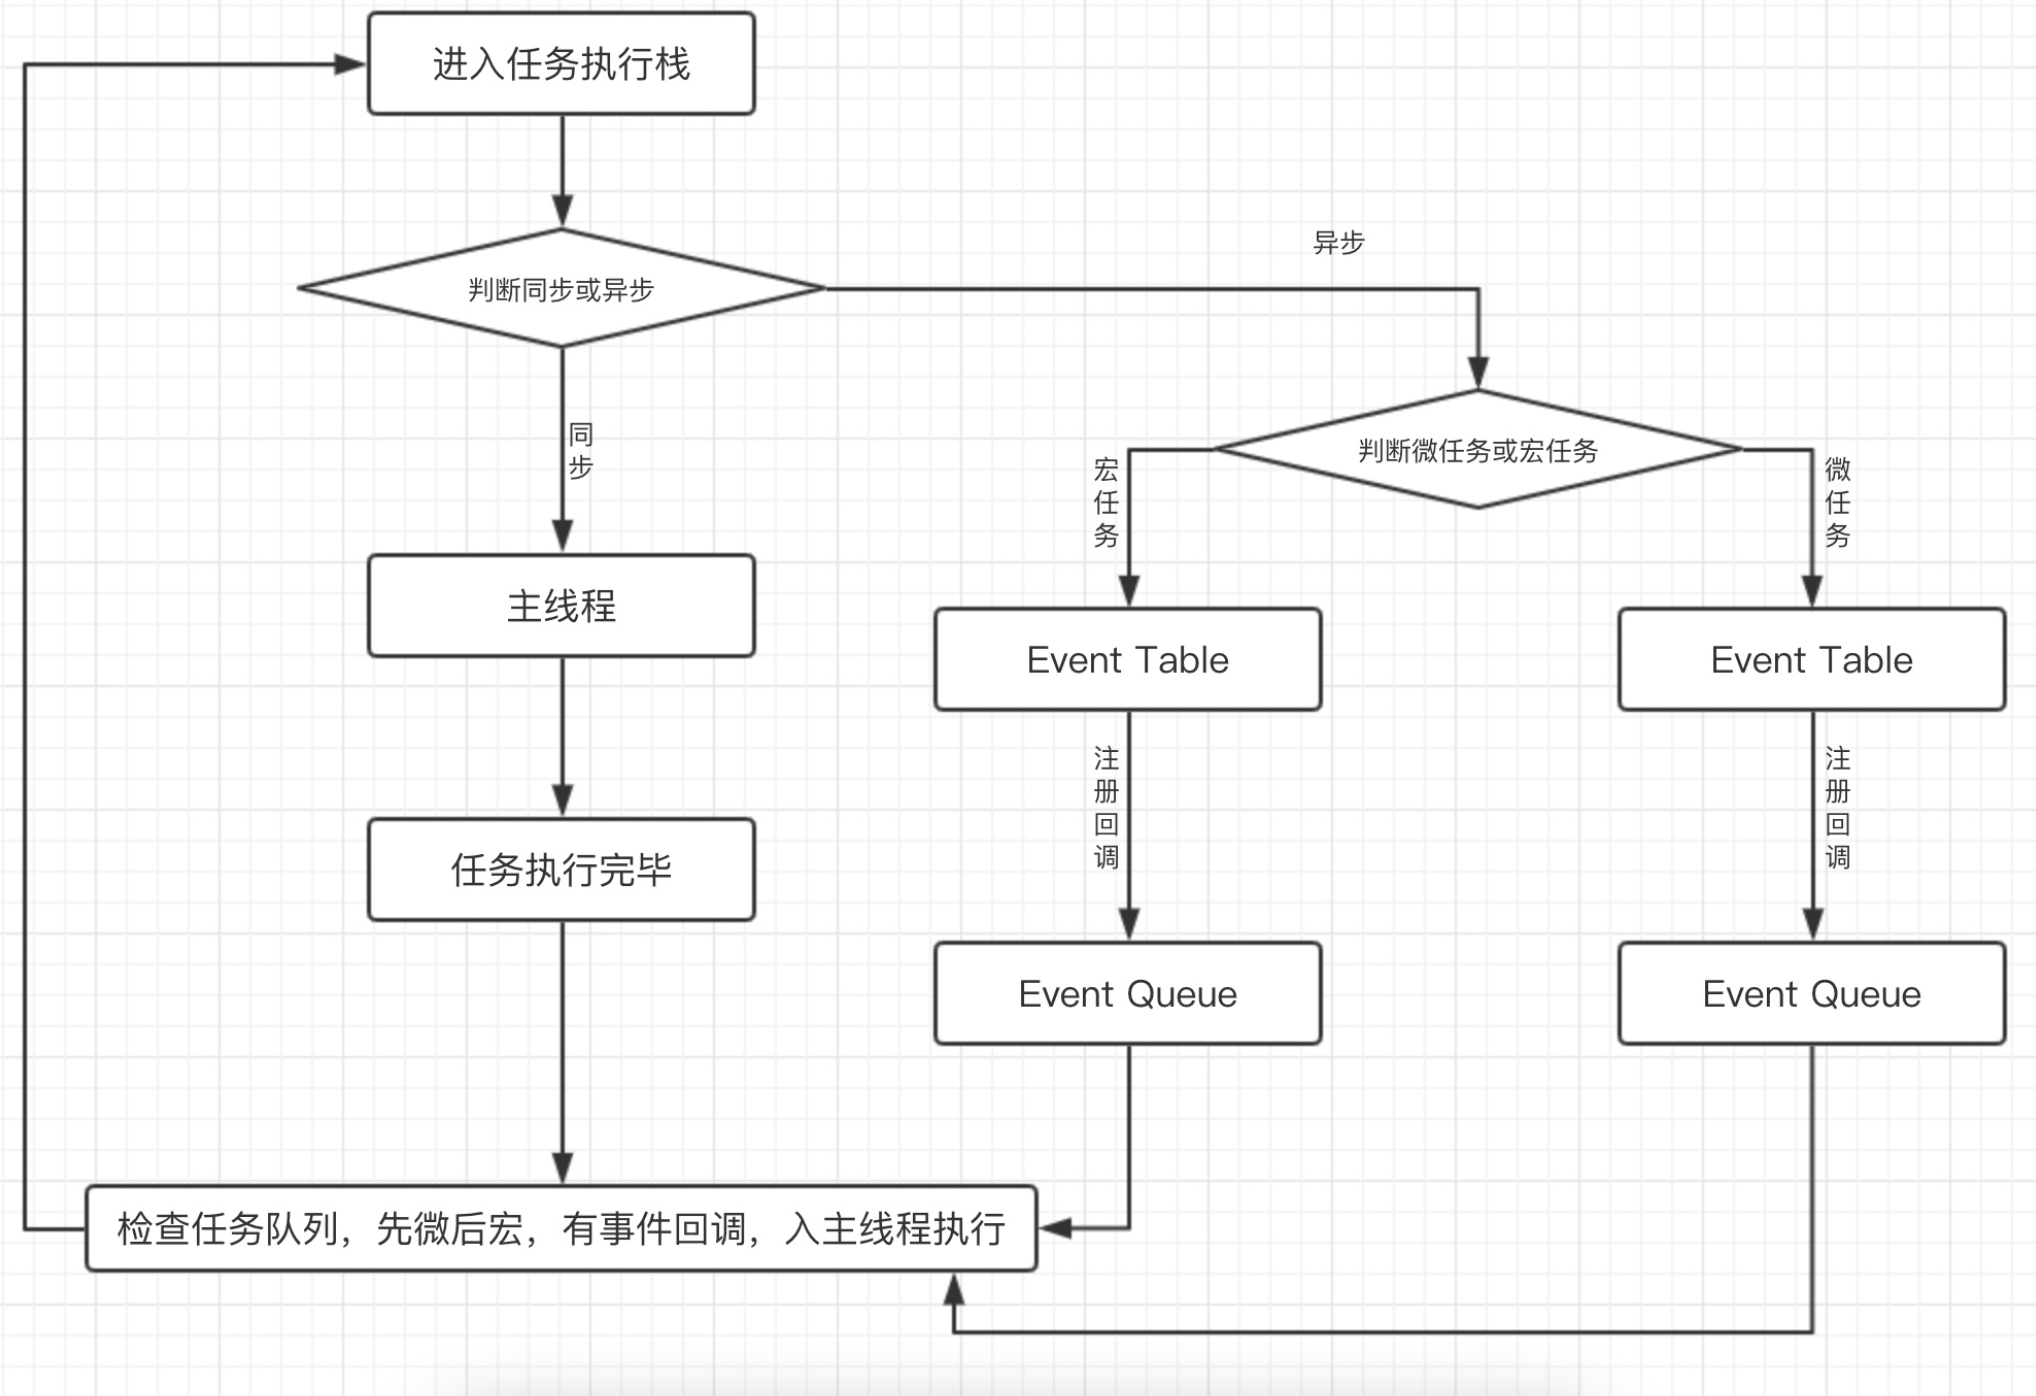 进入任务执行栈
判断同步或异步
异步
同步
判断微任务或宏任务
宏任务
微任务
主线程
Event Table
Event Table
注册回调
注册回调
任务执行完毕
Event Queue
Event Queue
检查任务队列，先微后宏，有事件回调，入主线程执行